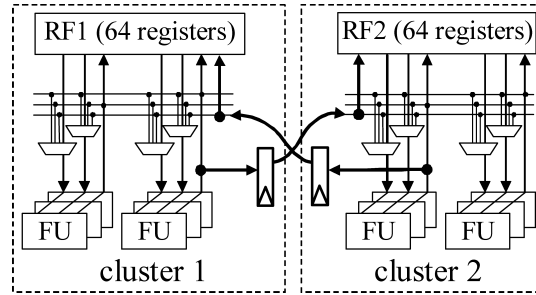 RF1 (64 registers)
RF2 (64 registers)
FU
FU
FU
FU
cluster 1
cluster 2